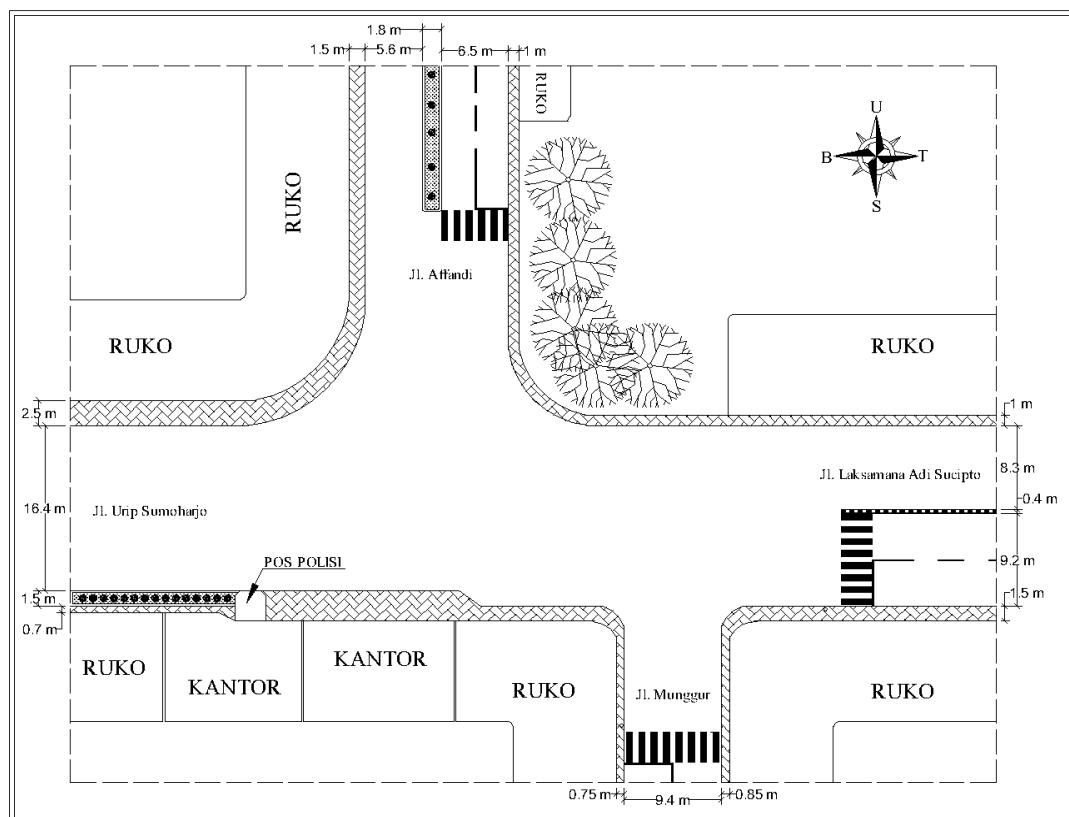 1.8 m
1.5 m
5.6 m
6.5 m
1 m
RUKO
U
B
T
S
RUKO
Jl. Affandi
RUKO
RUKO
2.5 m
1 m
16.4 m
8.3 m
Jl. Laksamana Adi Sucipto
0.4 m
Jl. Urip Sumoharjo
POS POLISI
9.2 m
1.5 m
1.5 m
0.7 m
RUKO
KANTOR
KANTOR
RUKO
Jl. Munggur
RUKO
0.75 m
9.4 m
0.85 m